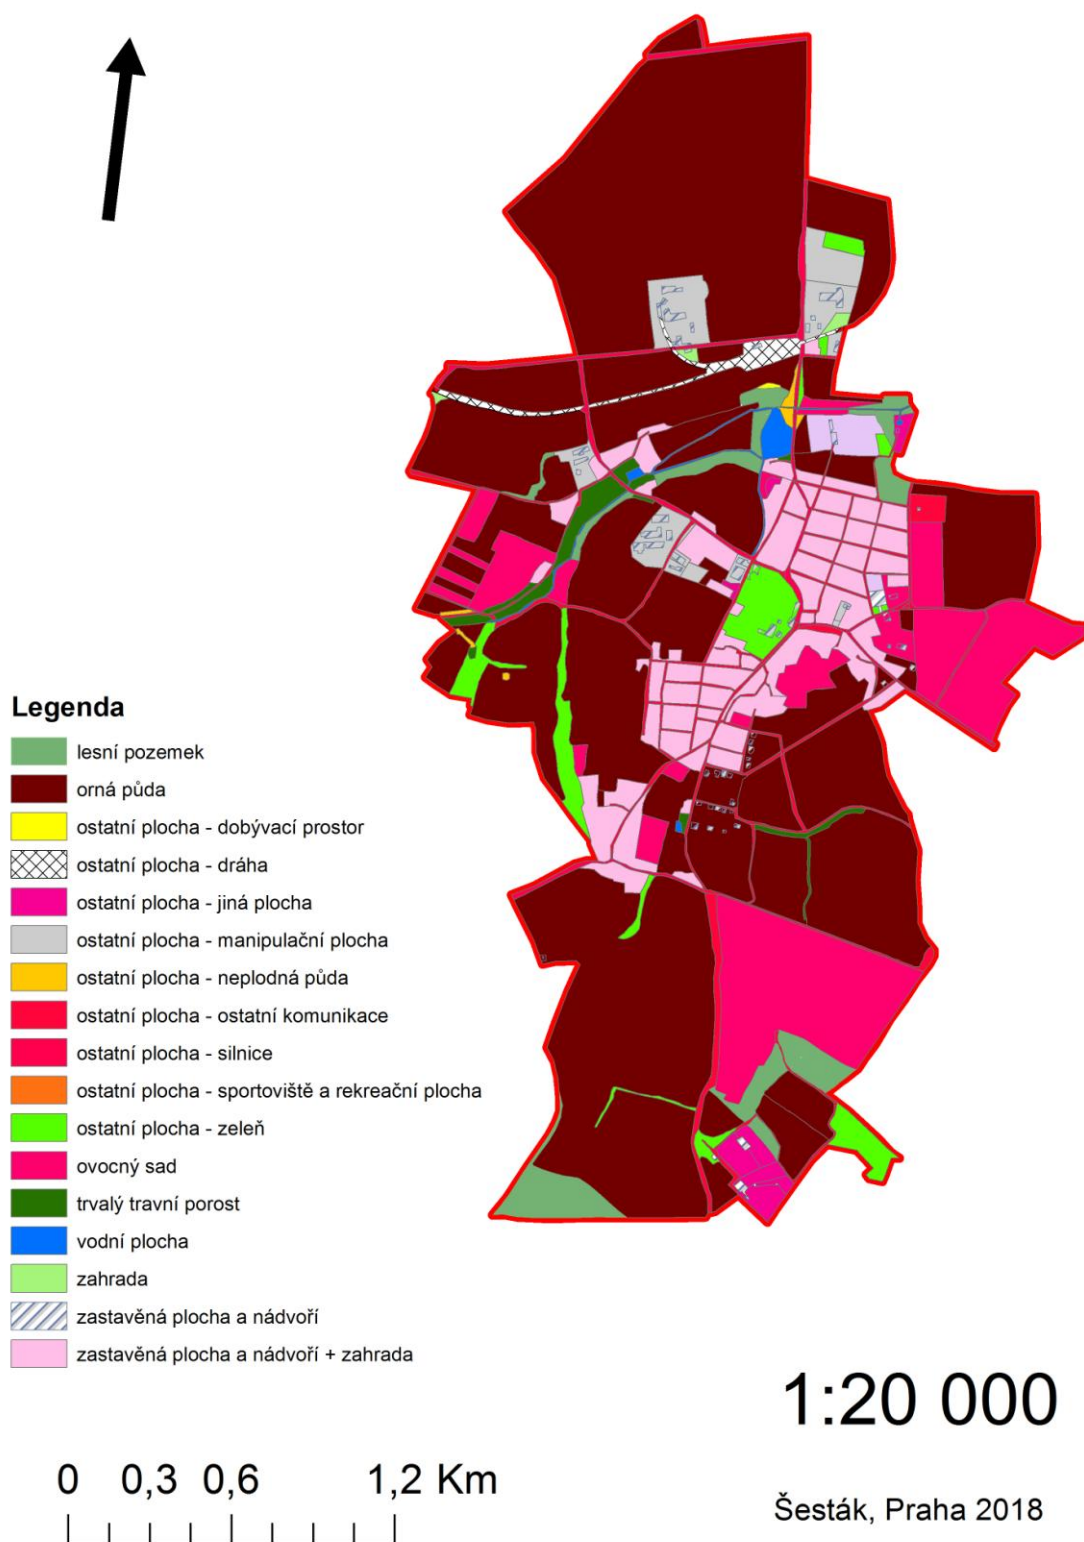 Legenda
lesní pozemek
orná půda
ostatní plocha - dobývací prostor
ostatní plocha - dráha
ostatní plocha - jiná plocha
ostatní plocha - manipulační plocha
ostatní plocha - neplodná půda
ostatní plocha - ostatní komunikace
ostatní plocha - silnice
ostatní plocha - sportoviště a rekreační plocha
ostatní plocha - zeleň
ovocný sad
trvalý travní porost
vodní plocha
zahrada
zastavěná plocha a nádvoří
zastavěná plocha a nádvoří + zahrada
1:20 000
0 0,3 0,6 1,2 Km
Šesták, Praha 2018